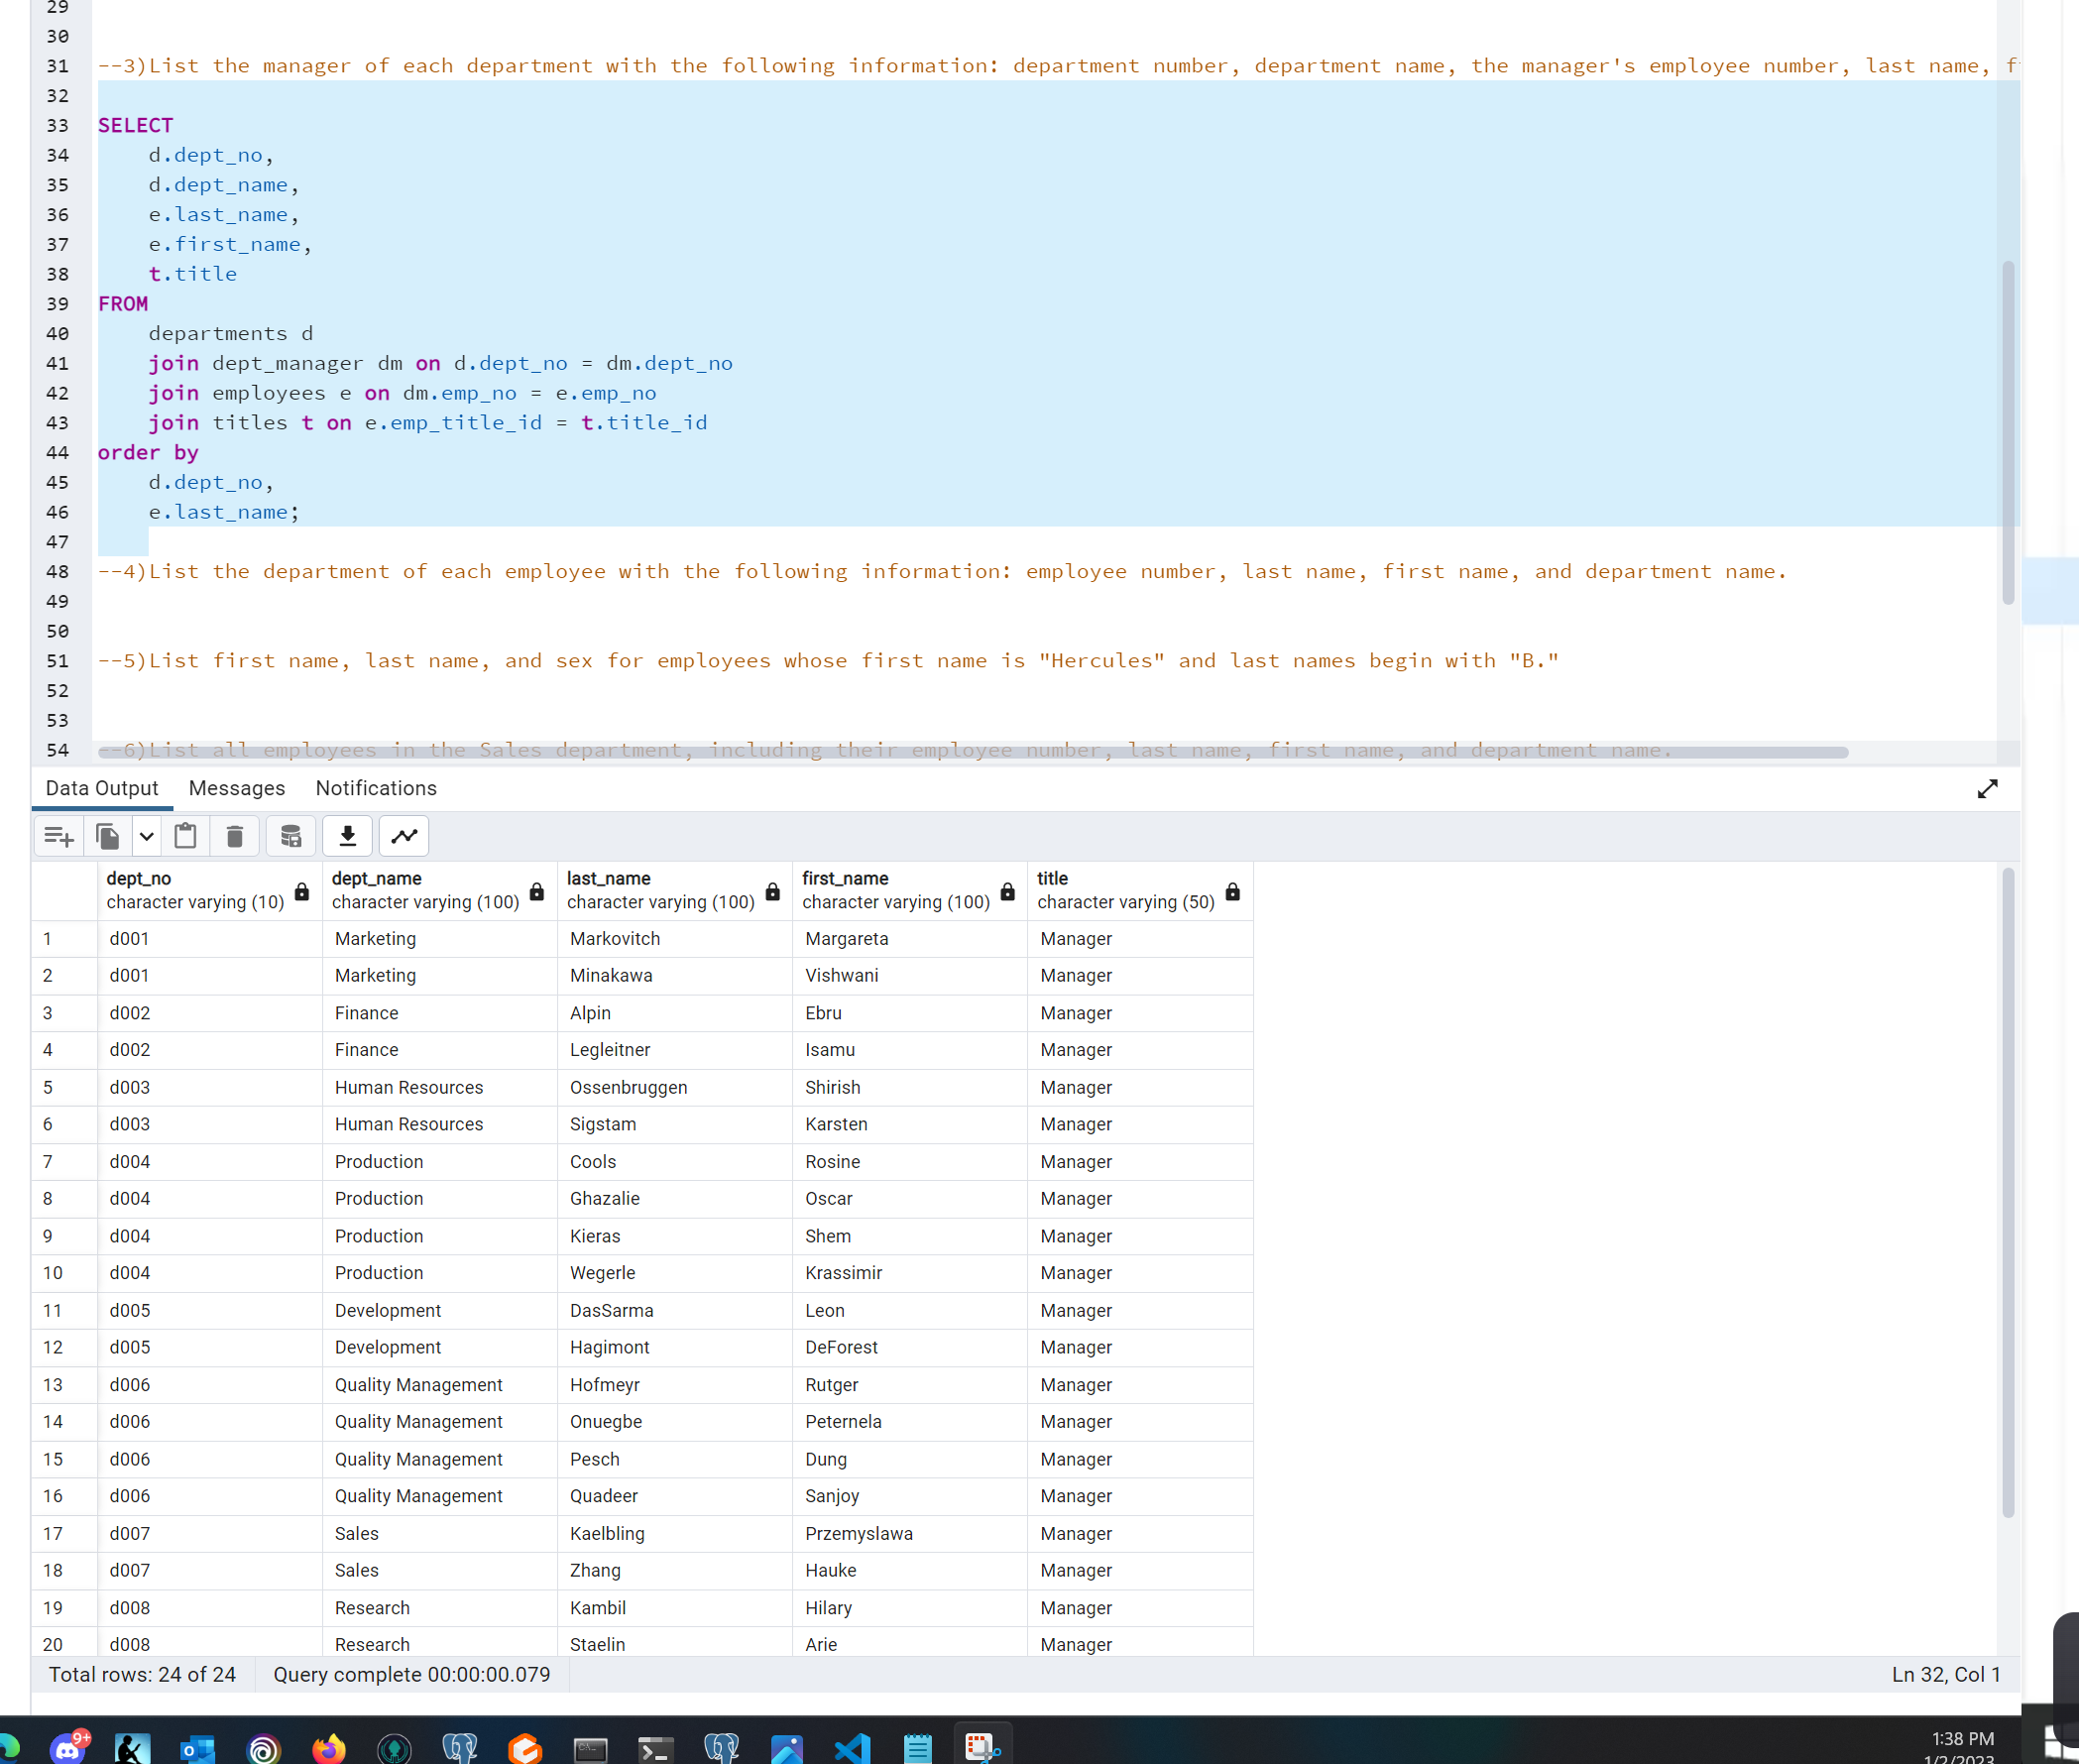 29
30
31 --3)List the manager of each department with the following information: department number, department name, the manager's employee number, last name, f
32
33 SELECT
34 d.dept_no,
35 d.dept_name,
36 e.last_name,
37 e.first_name,
38 t.title
39 FROM
40 departments d
41 join dept_manager dm on d.dept_no = dm.dept_no
42 join employees e on dm.emp_no = e.emp_no
43 join titles t on e.emp_title_id = t.title_id
44 order by
45 d.dept_no,
46 e.last_name;
47
48 --4)List the department of each employee with the following information: employee number, last name, first name, and department name.
49
50
51 --5)List first name, last name, and sex for employees whose first name is "Hercules" and last names begin with "B."
52
53
54 --6)List all employees in the Sales department, including their employee number, last name, first name, and department name.
Data Output Messages Notifications
dept_no dept_name last_name first_name title
character varying (10) character varying (100) character varying (100) character varying (100) character varying (50)
1 d001 Marketing Markovitch Margareta Manager
2 d001 Marketing Minakawa Vishwani Manager
3 d002 Finance Alpin Ebru Manager
4 d002 Finance Legleitner Isamu Manager
5 d003 Human Resources Ossenbruggen Shirish Manager
6 d003 Human Resources Sigstam Karsten Manager
7 d004 Production Cools Rosine Manager
8 d004 Production Ghazalie Oscar Manager
9 d004 Production Kieras Shem Manager
10 d004 Production Wegerle Krassimir Manager
11 d005 Development DasSarma Leon Manager
12 d005 Development Hagimont DeForest Manager
13 d006 Quality Management Hofmeyr Rutger Manager
14 d006 Quality Management Onuegbe Peternela Manager
15 d006 Quality Management Pesch Dung Manager
16 d006 Quality Management Quadeer Sanjoy Manager
17 d007 Sales Kaelbling Przemyslawa Manager
18 d007 Sales Zhang Hauke Manager
19 d008 Research Kambil Hilary Manager
20 d008 Research Staelin Arie Manager
Total rows: 24 of 24 Query complete 00:00:00.079 Ln 32, Col 1
9+
1:38 PM
1/2/2023